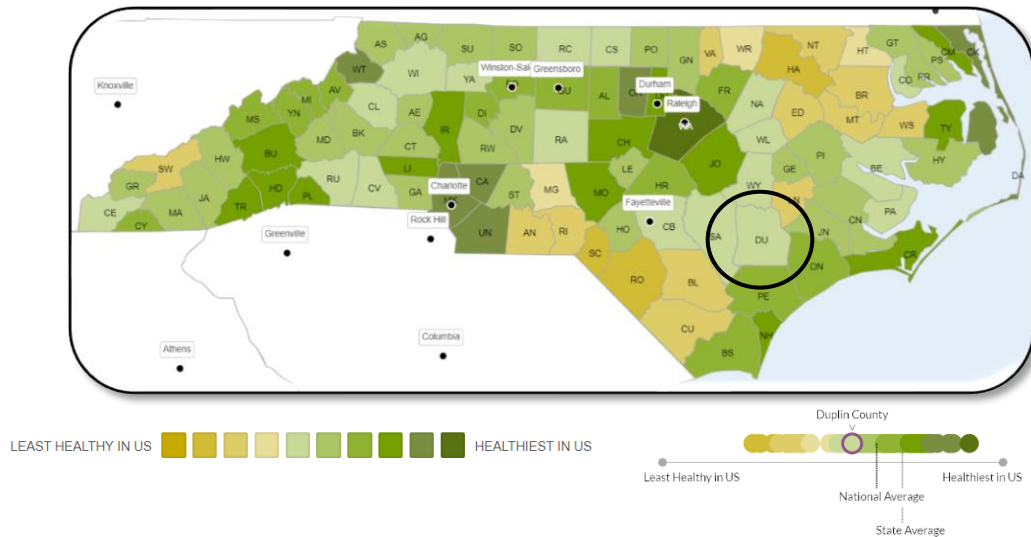 AS AG SU SO RC CS PO GN VA WR NT HT GT CM CK
WT WI YA Winston-Sal Greensboro HA PS
Knoxville AV GU AL Durham FR BR CO PR
MI YN CL AE IR DI DV RA Raleigh NA ED MT WS TY
MS BU MD BK CT RW CH WL PI HY
SW HW LI LE JO GE BE DA
GR JA HD RU CV GA Charlotte CA ST MG MO HR WY PA
CE CY MA TR PL Rock Hill UN AN RI HO Fayetteville CB SA DU JN CN
Greenville SC RO BL ON CR
PE
Columbia CU NH
Athens BS
Duplin County
LEAST HEALTHY IN US HEALTHIEST IN US
Least Healthy in US Healthiest in US
National Average
State Average